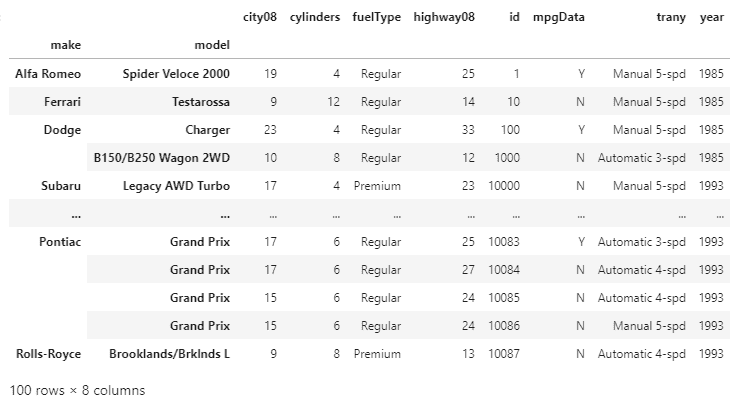 city08 cylinders fuelType highway08 id mpgData trany year
make model
Alfa Romeo Spider Veloce 2000 19 4 Regular 25 1 Y Manual 5-spd 1985
Ferrari Testarossa 9 12 Regular 14 10 N Manual 5-spd 1985
Dodge Charger 23 4 Regular 33 100 Y Manual 5-spd 1985
B150/B250 Wagon 2WD 10 8 Regular 12 1000 N Automatic 3-spd 1985
Subaru Legacy AWD Turbo 17 4 Premium 23 10000 N Manual 5-spd 1993
... ... ... ... ... ... ... ... ... ...
Pontiac Grand Prix 17 6 Regular 25 10083 Y Automatic 3-spd 1993
Grand Prix 17 6 Regular 27 10084 N Automatic 4-spd 1993
Grand Prix 15 6 Regular 24 10085 N Automatic 4-spd 1993
Grand Prix 15 6 Regular 24 10086 N Manual 5-spd 1993
Rolls-Royce Brooklands/Brklnds L 9 8 Premium 13 10087 N Automatic 4-spd 1993
100 rows × 8 columns